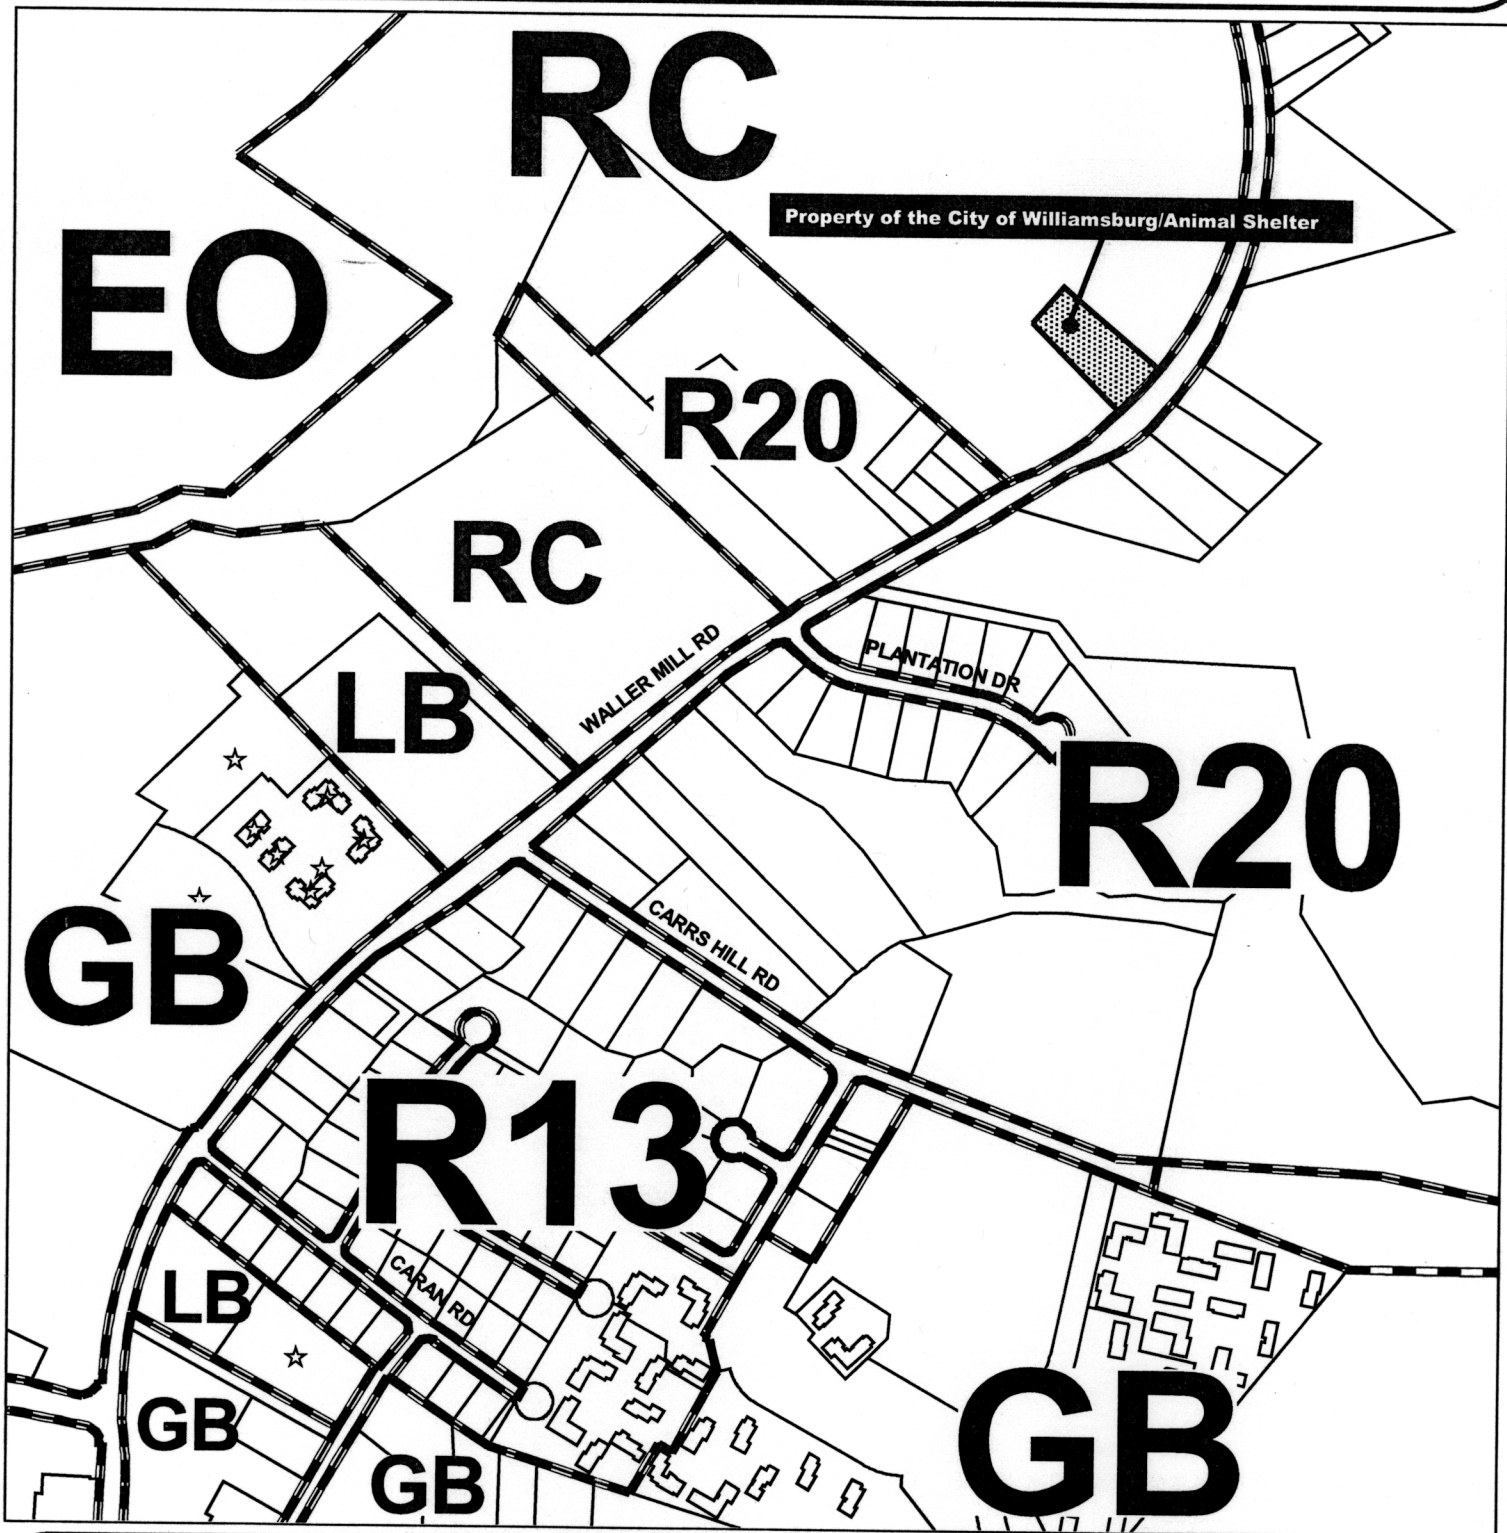 RC
Property of the City of Williamsburg/Animal Shelter
EO
R20
RC
WALLER MILL RD
PLANTATION DR
LB
R20
GB
CARRS HILL RD
R13
CARAN RD
LB
GB
GB
GB